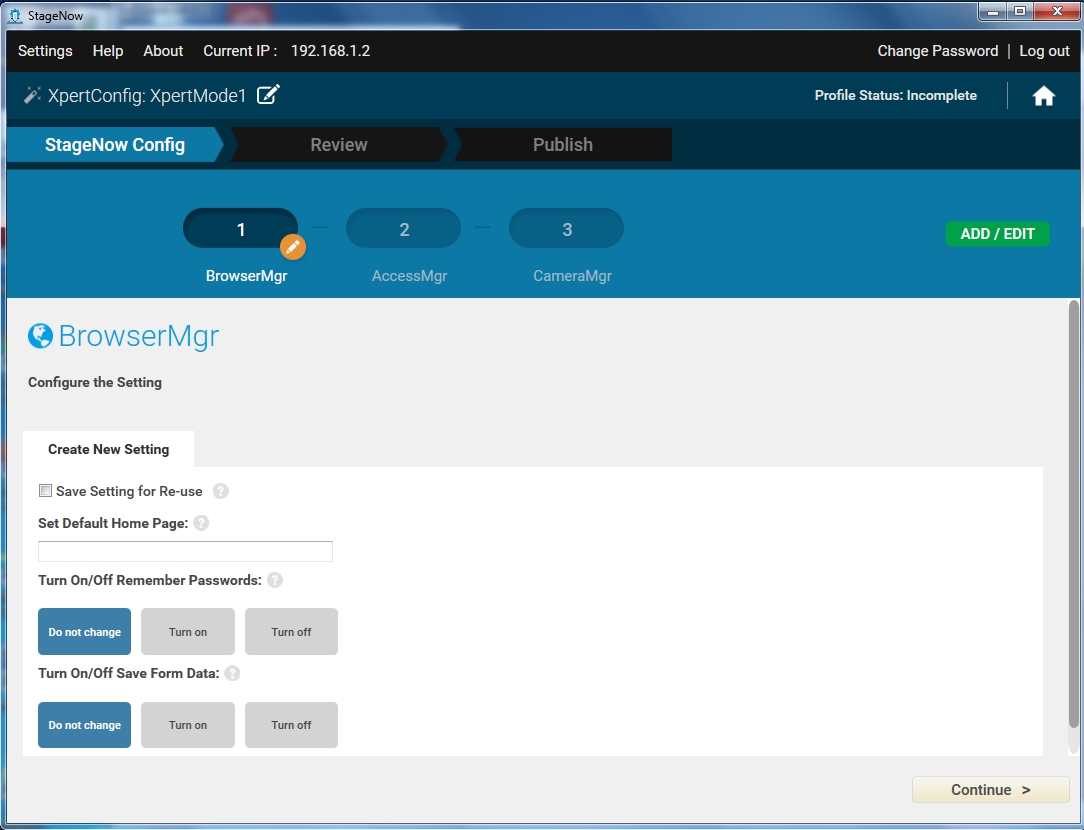 StageNow
Settings Help About Current IP : 192.168.1.2 Change Password | Log out
XpertConfig: XpertMode1 Profile Status: Incomplete
StageNow Config Review Publish
1 2 3
BrowserMgr AccessMgr CameraMgr
ADD / EDIT
BrowserMgr
Configure the Setting
Create New Setting
Save Setting for Re-use ?
Set Default Home Page: ?
Turn On/Off Remember Passwords: ?
Do not change Turn on Turn off
Turn On/Off Save Form Data: ?
Do not change Turn on Turn off
Continue >